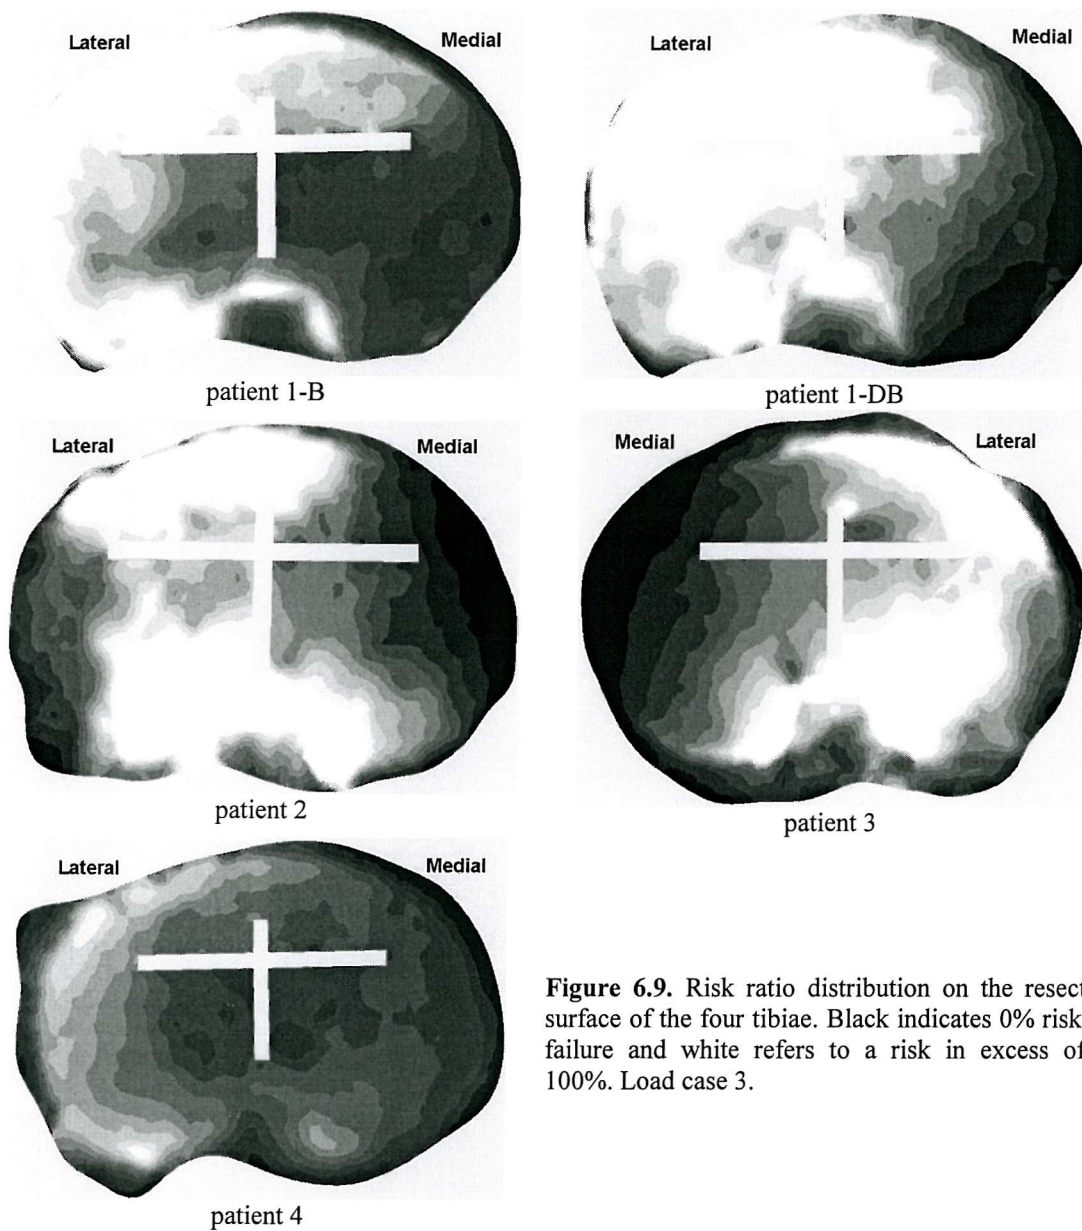 Lateral Medial
Lateral Medial
patient 1-B
patient 1-DB
Lateral Medial
Medial Lateral
patient 2
patient 3
Lateral Medial
Figure 6.9. Risk ratio distribution on the resect
surface of the four tibiae. Black indicates 0% risk
failure and white refers to a risk in excess of
100%. Load case 3.
patient 4